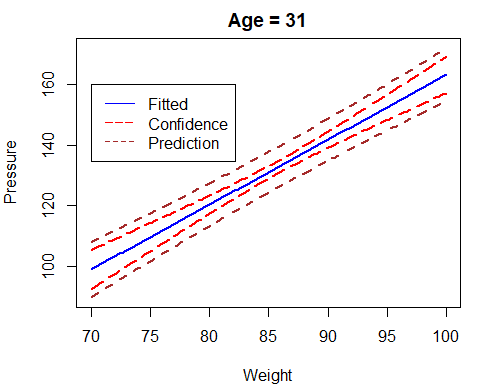 Age = 31
Pressure
160
140
120
100
Fitted
Confidence
Prediction
70 75 80 85 90 95 100
Weight